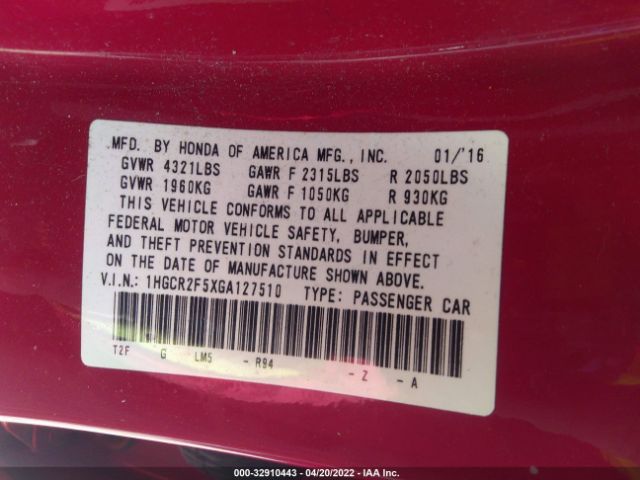 MFD. BY HONDA OF AMERICA MFG., INC. 01/'16
GVWR 4321LBS GAWR F 2315LBS R 2050LBS
GVWR 1960KG GAWR F 1050KG R 930KG
THIS VEHICLE CONFORMS TO ALL APPLICABLE
FEDERAL MOTOR VEHICLE SAFETY, BUMPER,
AND THEFT PREVENTION STANDARDS IN EFFECT
ON THE DATE OF MANUFACTURE SHOWN ABOVE.
V.I.N.: 1HGCR2F5XGA127510 TYPE: PASSENGER CAR
T2F G LM5 - R94 - Z - A
000-32910443 - 04/20/2022 - IAA Inc.